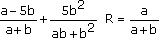 a−5b/a+b + 5b²/ab+b² R = a/a+b